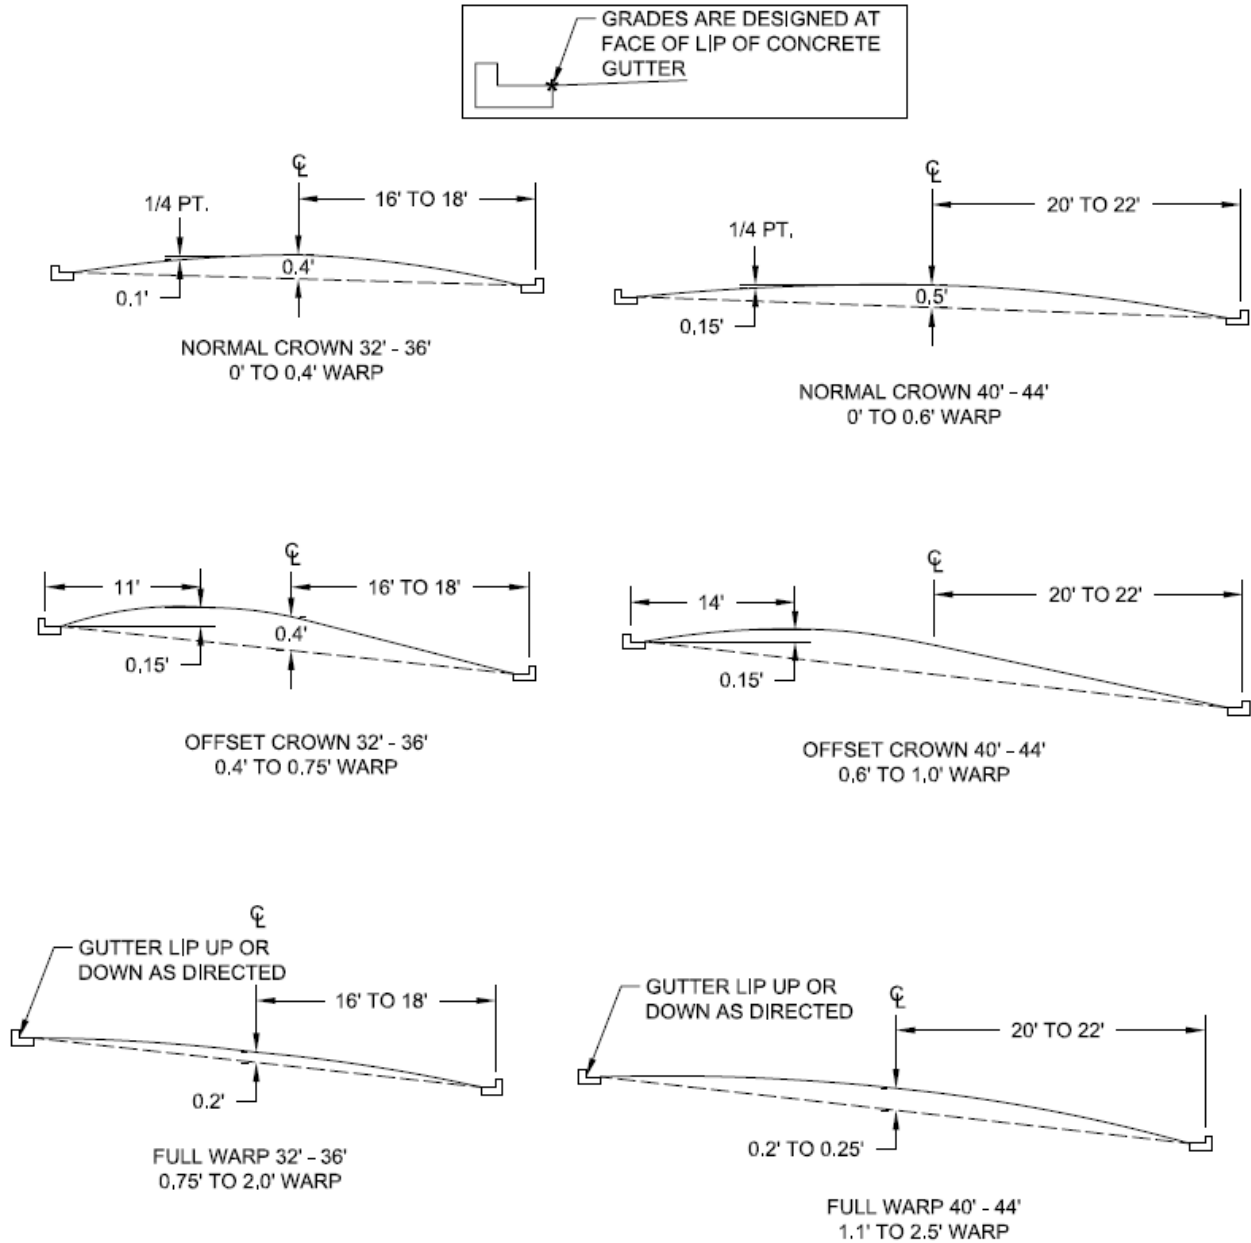 GRADES ARE DESIGNED AT
FACE OF LIP OF CONCRETE
GUTTER
℄
16' TO 18'
1/4 PT.
0.4'
0.1'
NORMAL CROWN 32' - 36'
0' TO 0.4' WARP
℄
20' TO 22'
1/4 PT.
0.5'
0.15'
NORMAL CROWN 40' - 44'
0' TO 0.6' WARP
℄
11'
16' TO 18'
0.4'
0.15'
OFFSET CROWN 32' - 36'
0.4' TO 0.75' WARP
℄
14'
20' TO 22'
0.15'
OFFSET CROWN 40' - 44'
0.6' TO 1.0' WARP
℄
GUTTER LIP UP OR
DOWN AS DIRECTED
16' TO 18'
0.2'
FULL WARP 32' - 36'
0.75' TO 2.0' WARP
GUTTER LIP UP OR
DOWN AS DIRECTED
℄
20' TO 22'
0.2' TO 0.25'
FULL WARP 40' - 44'
1.1' TO 2.5' WARP